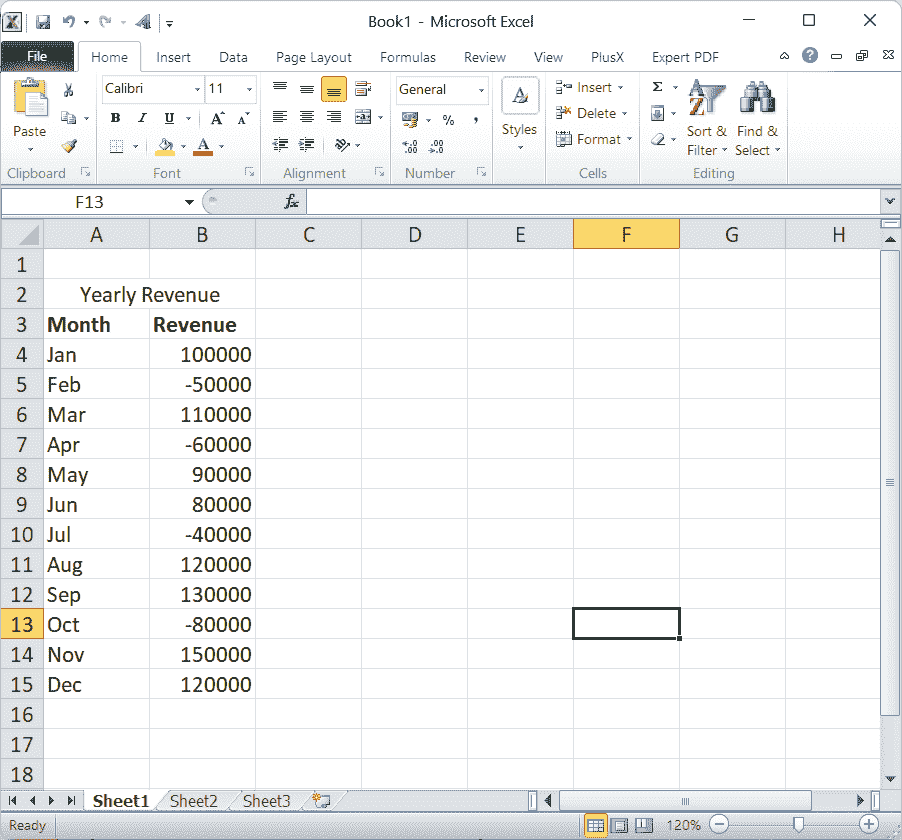 Book1 - Microsoft Excel
File Home Insert Data Page Layout Formulas Review View PlusX Expert PDF
Calibri 11 General Insert
B I U A A % , Delete
Paste Styles Sort & Find &
A Format Filter Select
Clipboard Font Alignment Number Cells Editing
F13 fx
A B C D E F G H
1
2 Yearly Revenue
3 Month Revenue
4 Jan 100000
5 Feb -50000
6 Mar 110000
7 Apr -60000
8 May 90000
9 Jun 80000
10 Jul -40000
11 Aug 120000
12 Sep 130000
13 Oct -80000
14 Nov 150000
15 Dec 120000
16
17
18
Sheet1 Sheet2 Sheet3
Ready 120%